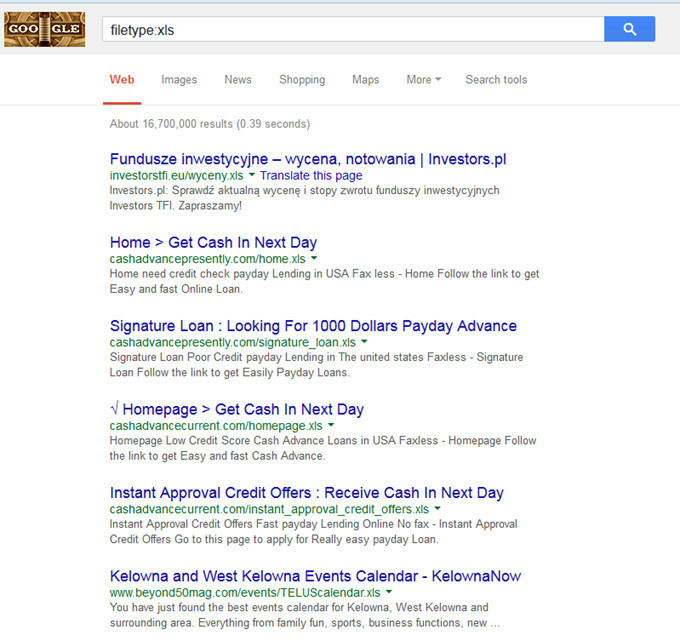 GOOGLE
filetype:xls
Web Images News Shopping Maps More Search tools
About 16,700,000 results (0.39 seconds)
Fundusze inwestycyjne – wycena, notowania | Investors.pl
investorstfi.eu/wyceny.xls Translate this page
Investors.pl: Sprawdź aktualną wycenę i stopy zwrotu funduszy inwestycyjnych
Investors TFI. Zapraszamy!
Home > Get Cash In Next Day
cashadvancepresently.com/home.xls
Home need credit check payday Lending in USA Fax less - Home Follow the link to get
Easy and fast Online Loan.
Signature Loan : Looking For 1000 Dollars Payday Advance
cashadvancepresently.com/signature_loan.xls
Signature Loan Poor Credit payday Lending in The united states Faxless - Signature
Loan Follow the link to get Easily Payday Loans.
√ Homepage > Get Cash In Next Day
cashadvancecurrent.com/homepage.xls
Homepage Low Credit Score Cash Advance Loans in USA Faxless - Homepage Follow
the link to get Easy and fast Cash Advance.
Instant Approval Credit Offers : Receive Cash In Next Day
cashadvancecurrent.com/instant_approval_credit_offers.xls
Instant Approval Credit Offers Fast payday Lending Online No fax - Instant Approval
Credit Offers Go to this page to apply for Really easy payday Loan.
Kelowna and West Kelowna Events Calendar - KelownaNow
www.beyond50mag.com/events/TELUScalendar.xls
You have just found the best events calendar for Kelowna, West Kelowna and
surrounding area. Everything from family fun, sports, business functions, new ...